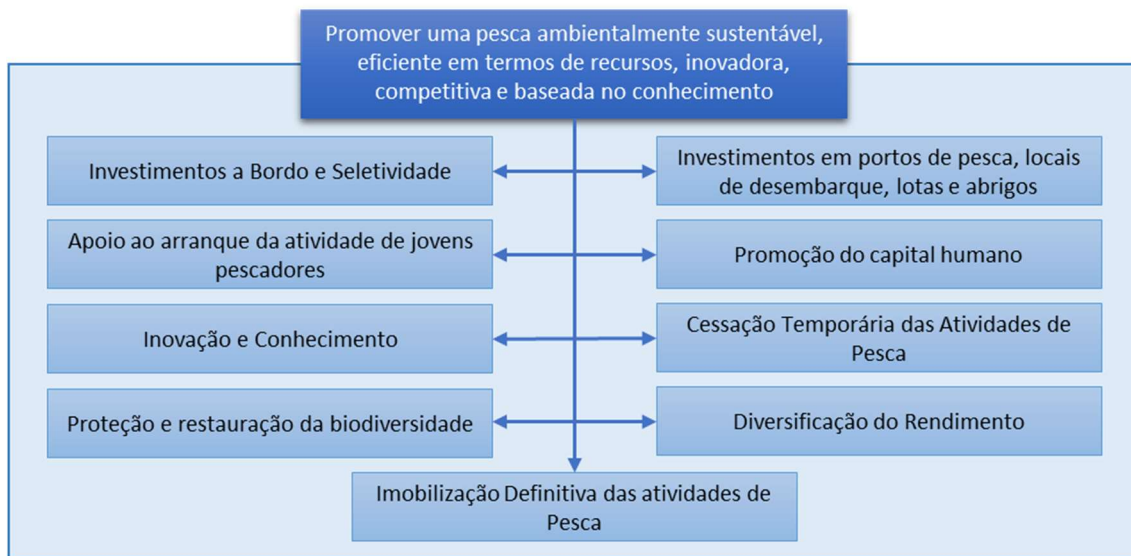 Promover uma pesca ambientalmente sustentável,
eficiente em termos de recursos, inovadora,
competitiva e baseada no conhecimento
Investimentos a Bordo e Seletividade
Investimentos em portos de pesca, locais
de desembarque, lotas e abrigos
Apoio ao arranque da atividade de jovens
pescadores
Promoção do capital humano
Inovação e Conhecimento
Cessação Temporária das Atividades de
Pesca
Proteção e restauração da biodiversidade
Diversificação do Rendimento
Imobilização Definitiva das atividades de
Pesca